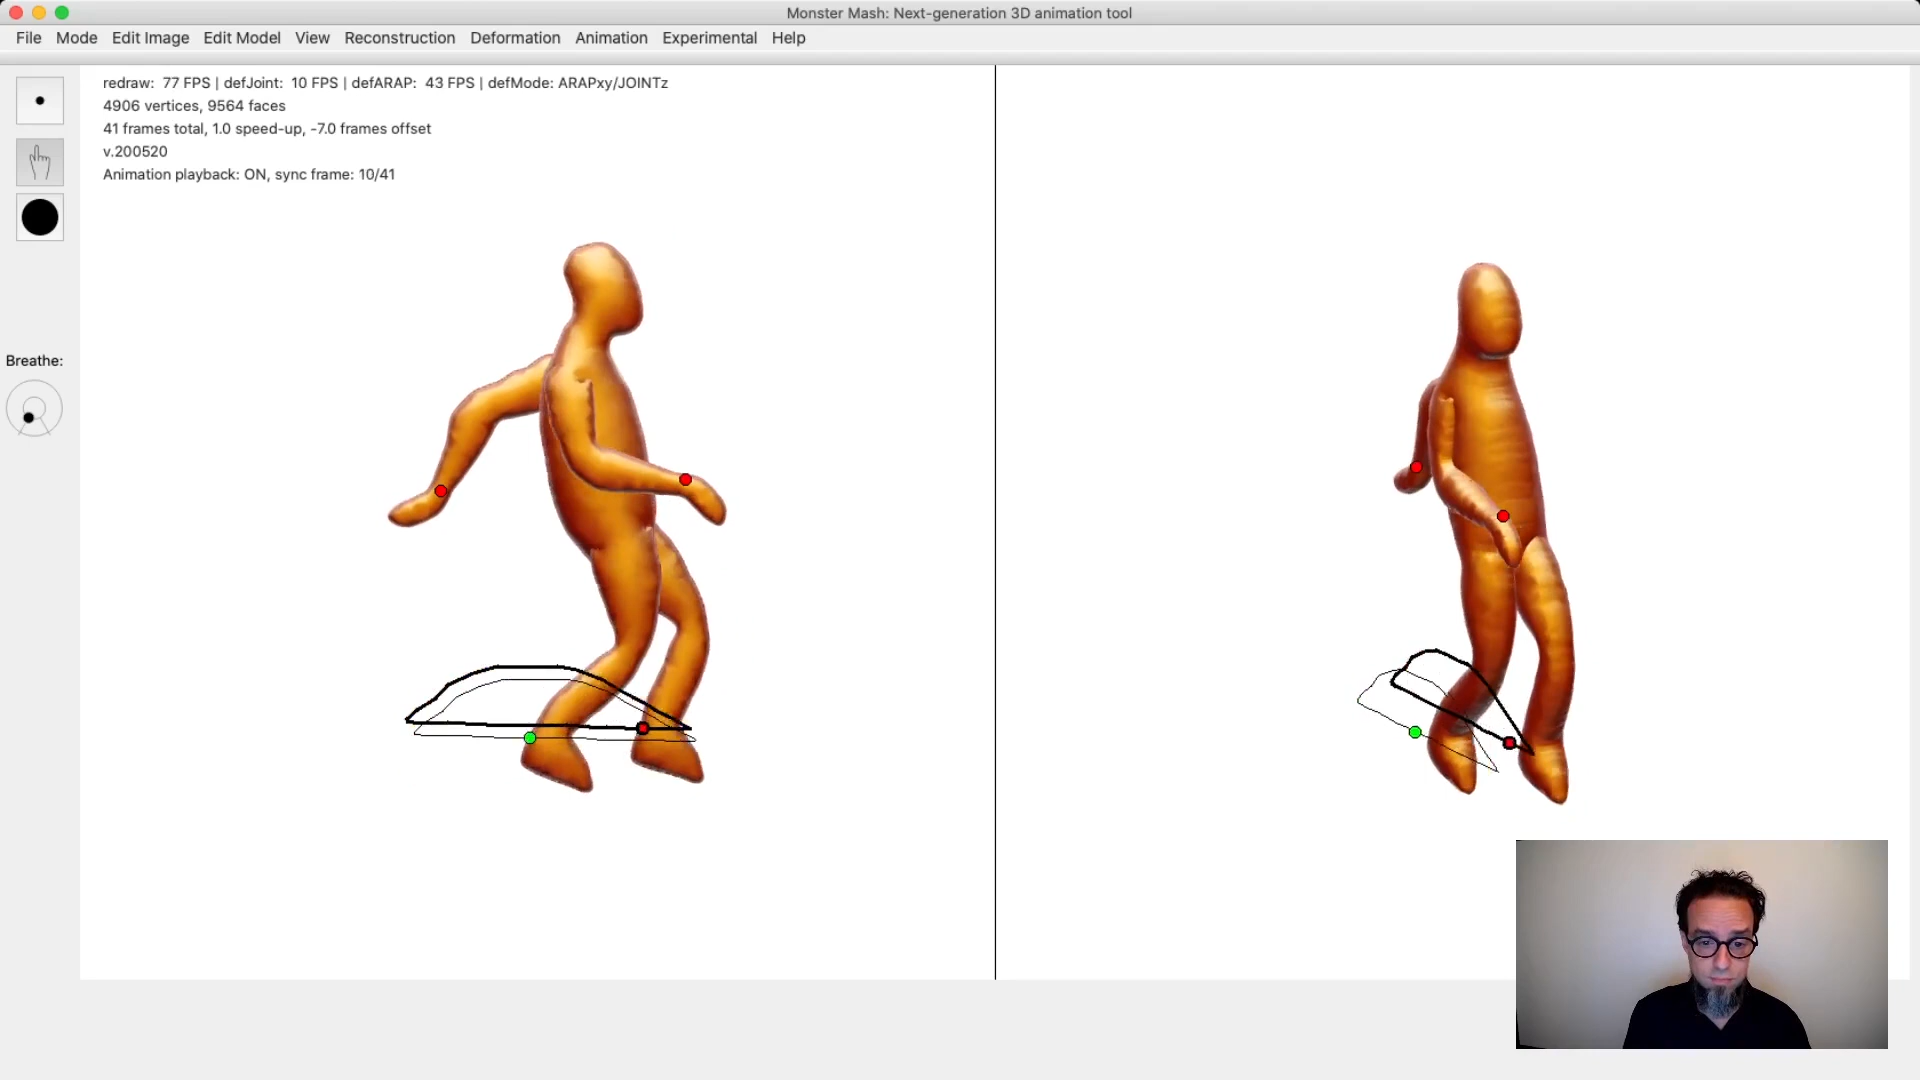 Monster Mash: Next-generation 3D animation tool
File Mode Edit Image Edit Model View Reconstruction Deformation Animation Experimental Help
redraw: 77 FPS | defJoint: 10 FPS | defARAP: 43 FPS | defMode: ARAPxy/JOINTz
4906 vertices, 9564 faces
41 frames total, 1.0 speed-up, -7.0 frames offset
v.200520
Animation playback: ON, sync frame: 10/41
Breathe: